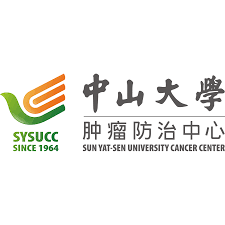 中山大學
肿瘤防治中心
SUN YAT-SEN UNIVERSITY CANCER CENTER
SYSUCC
SINCE 1964